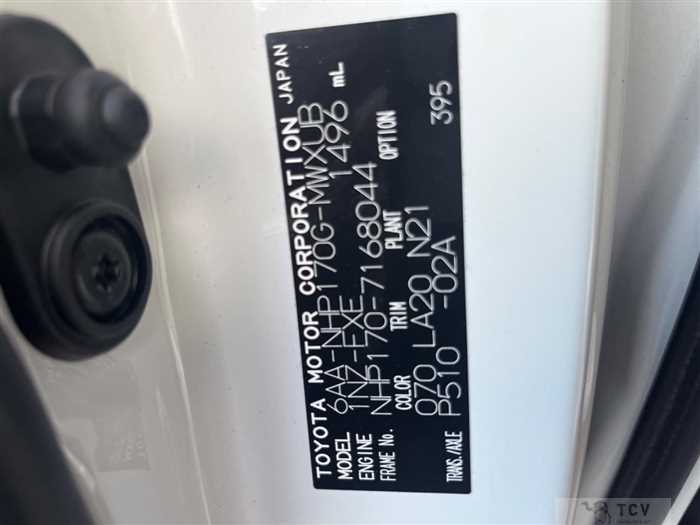 TOYOTA MOTOR CORPORATION JAPAN
MODEL 6AA-NHP170G-MWXUB
ENGINE 1NZ-EXE 1496 mL
FRAME No. NHP170-7168044
COLOR TRIM PLANT OPTION
070 LA20 N21 395
TRANS./AXLE P510 -02A
TCV